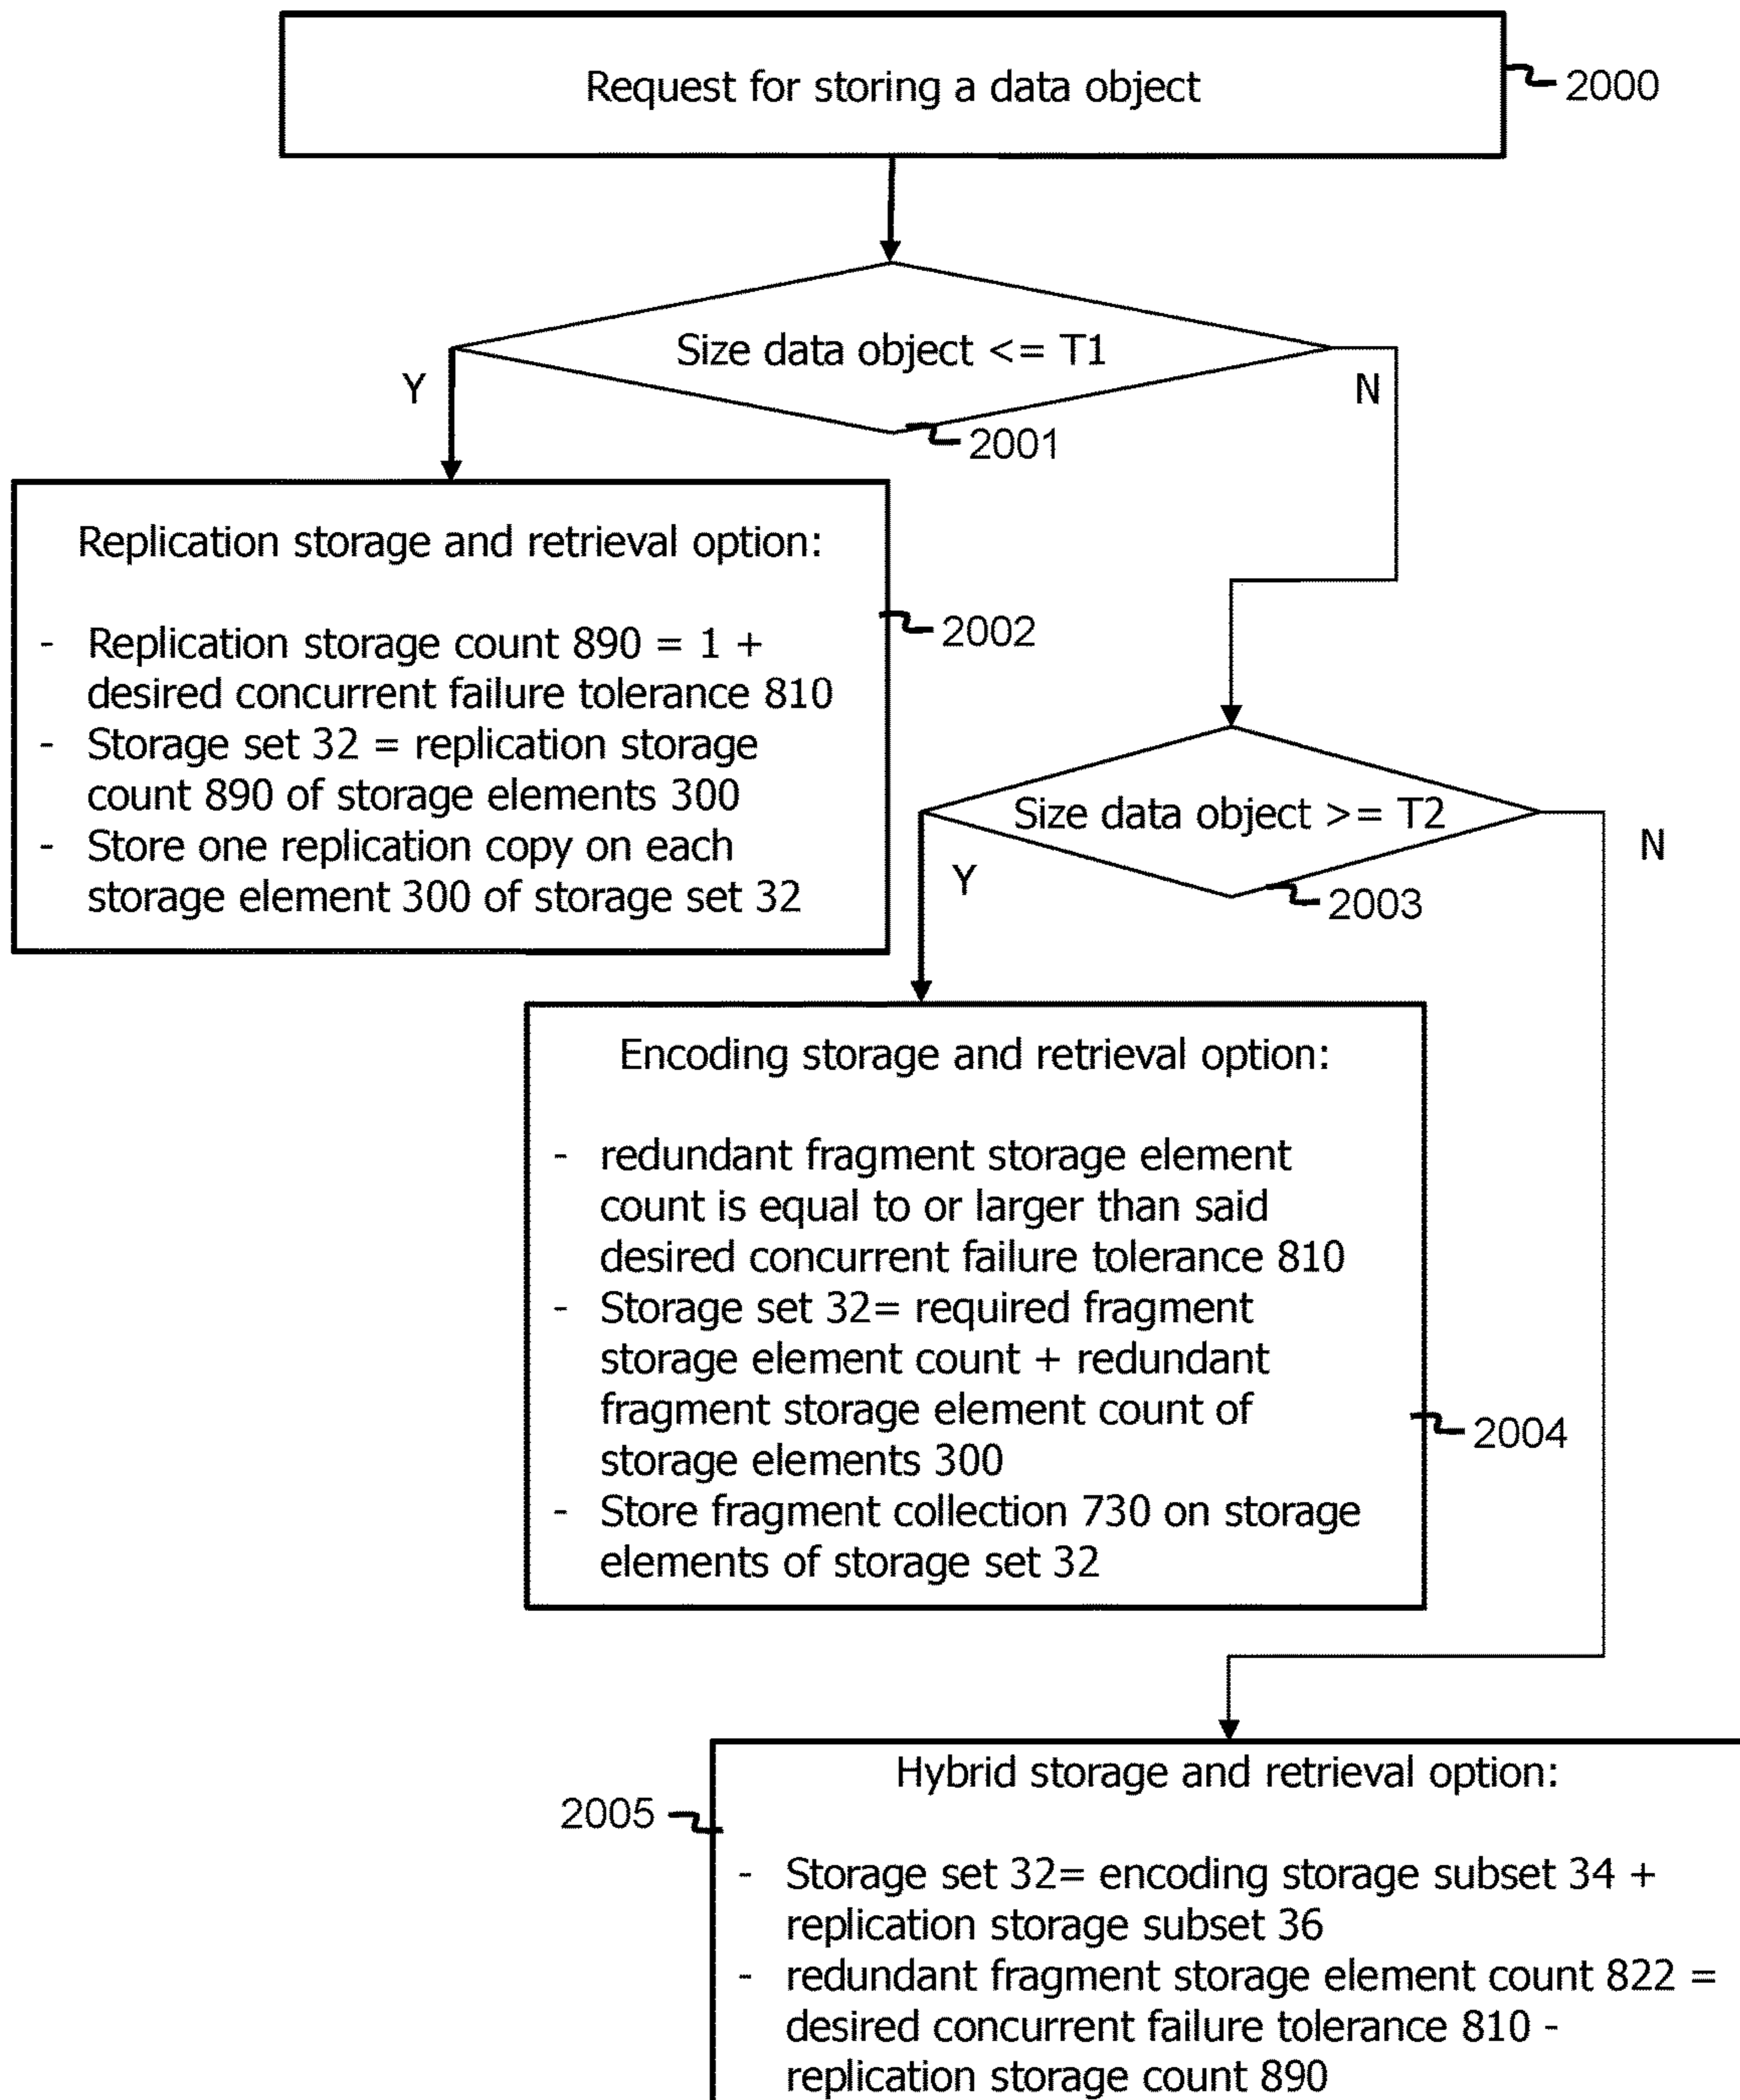 Request for storing a data object
2000
Size data object <= T1
Y
N
2001
Replication storage and retrieval option:
- Replication storage count 890 = 1 +
desired concurrent failure tolerance 810
- Storage set 32 = replication storage
count 890 of storage elements 300
- Store one replication copy on each
storage element 300 of storage set 32
2002
Size data object >= T2
Y
N
2003
Encoding storage and retrieval option:
- redundant fragment storage element
count is equal to or larger than said
desired concurrent failure tolerance 810
- Storage set 32= required fragment
storage element count + redundant
fragment storage element count of
storage elements 300
- Store fragment collection 730 on storage
elements of storage set 32
2004
Hybrid storage and retrieval option:
2005
- Storage set 32= encoding storage subset 34 +
replication storage subset 36
- redundant fragment storage element count 822 =
desired concurrent failure tolerance 810 -
replication storage count 890